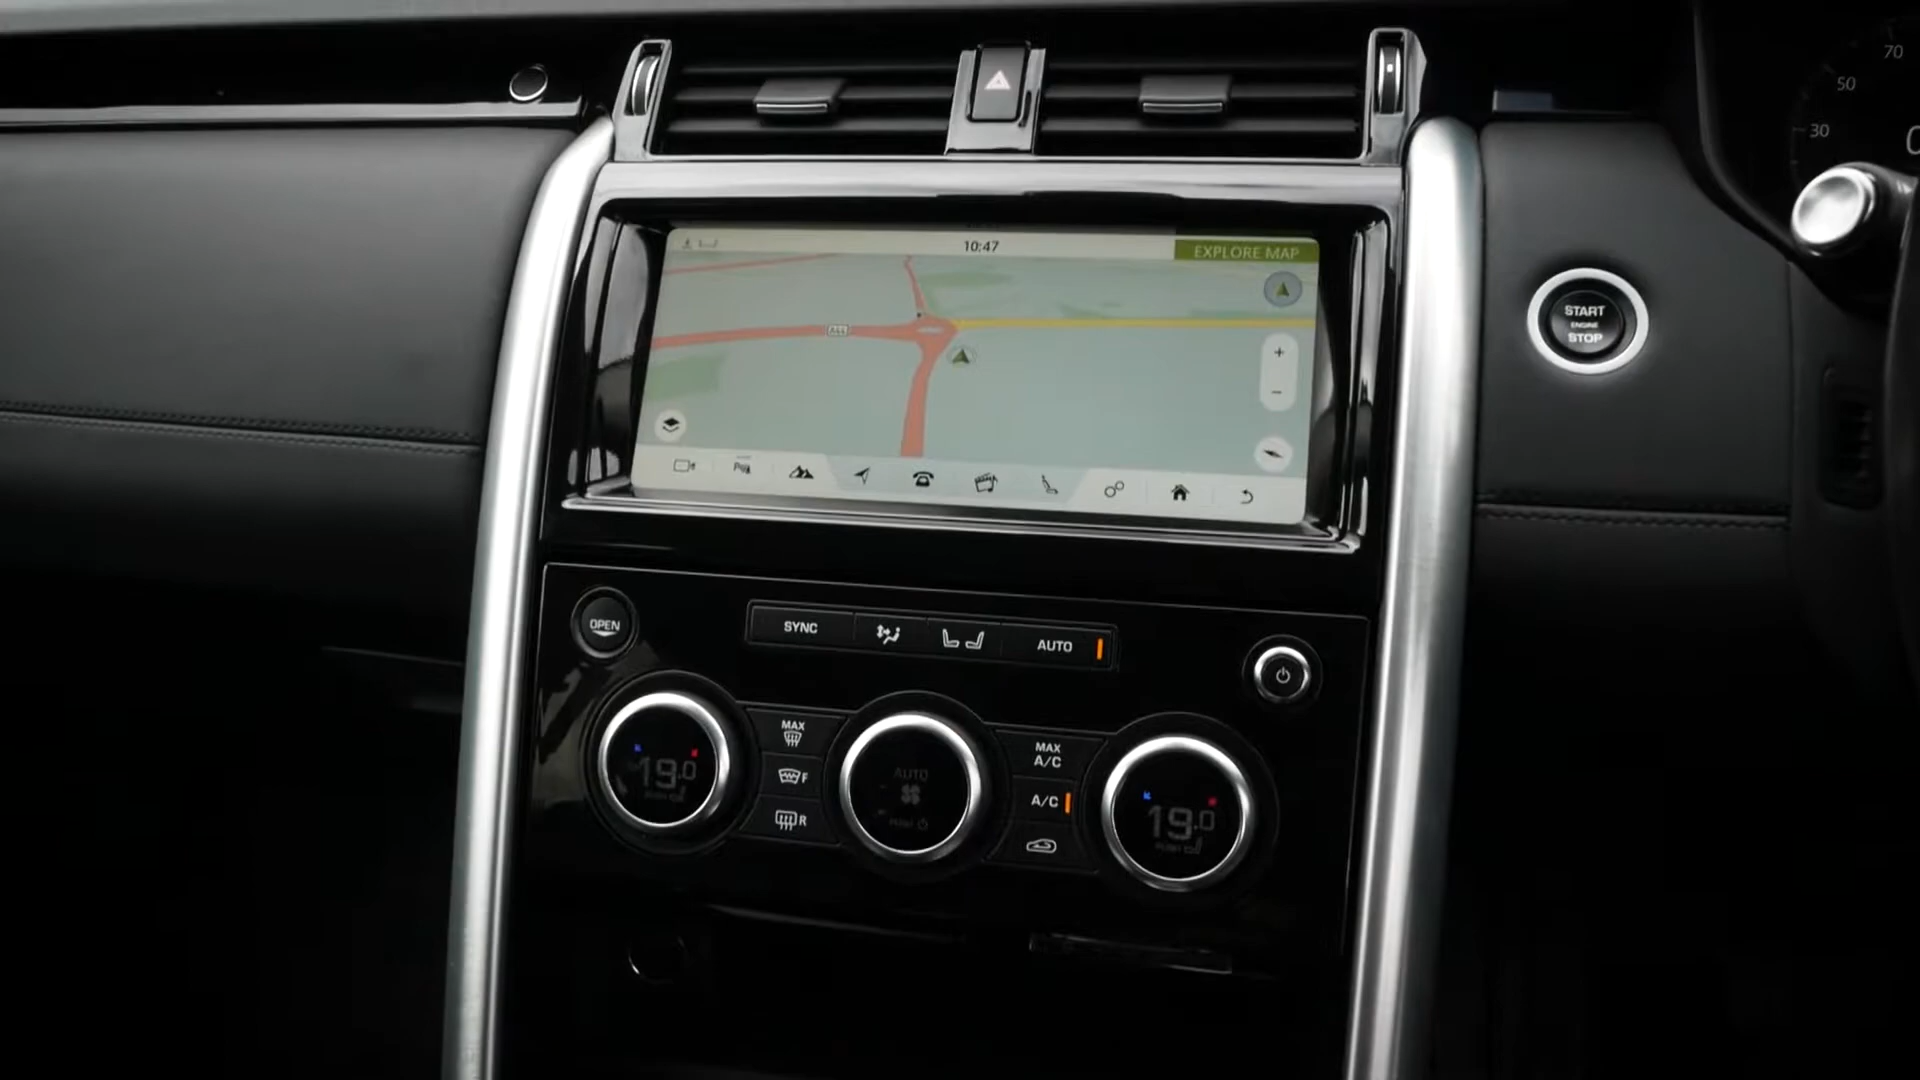 70
50
30
10:47
EXPLORE MAP
START
ENGINE
STOP
OPEN
SYNC
AUTO
MAX
F
R
19.0
AUTO
MAX
A/C
A/C
19.0